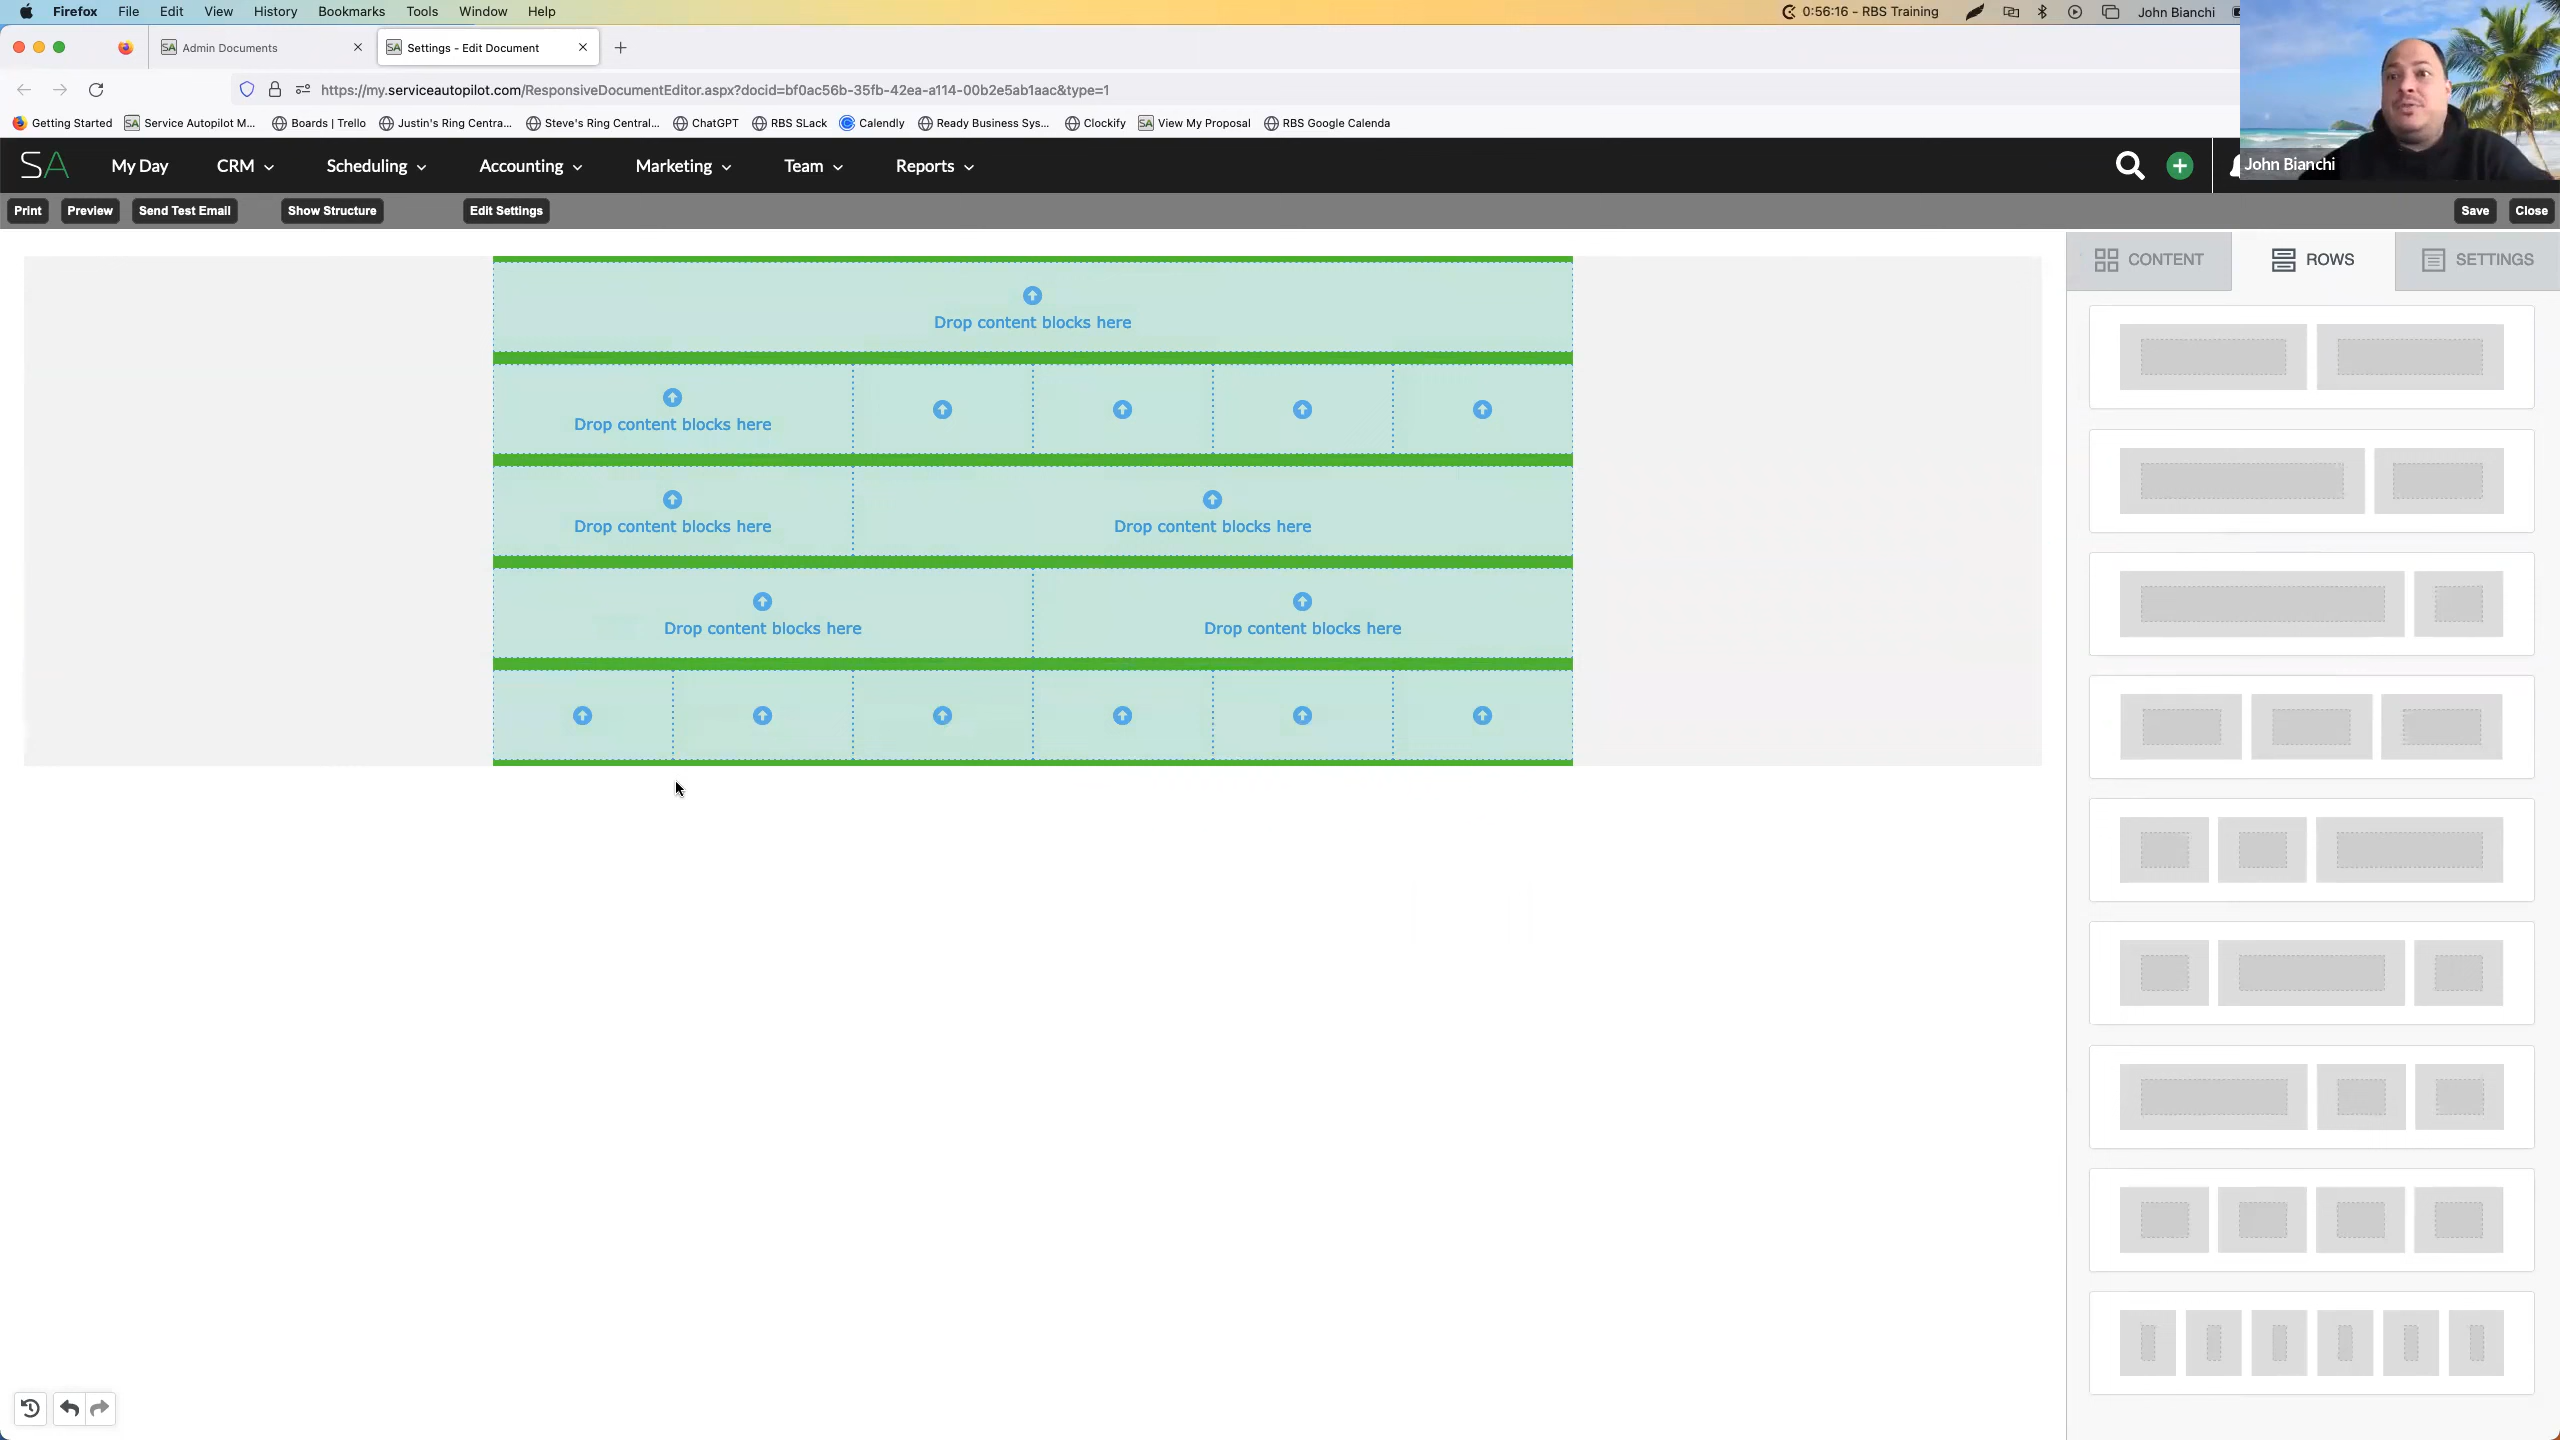 Firefox File Edit View History Bookmarks Tools Window Help 0:56:16 - RBS Training John Bianchi
SA Admin Documents SA Settings - Edit Document
https://my.serviceautopilot.com/ResponsiveDocumentEditor.aspx?docid=bf0ac56b-35fb-42ea-a114-00b2e5ab1aac&type=1
Getting Started SA Service Autopilot M... Boards | Trello Justin's Ring Centra... Steve's Ring Central... ChatGPT RBS SLack Calendly Ready Business Sys... Clockify SA View My Proposal RBS Google Calenda
SA My Day CRM Scheduling Accounting Marketing Team Reports John Bianchi
Print Preview Send Test Email Show Structure Edit Settings Save Close
CONTENT ROWS SETTINGS
Drop content blocks here
Drop content blocks here
Drop content blocks here Drop content blocks here
Drop content blocks here Drop content blocks here